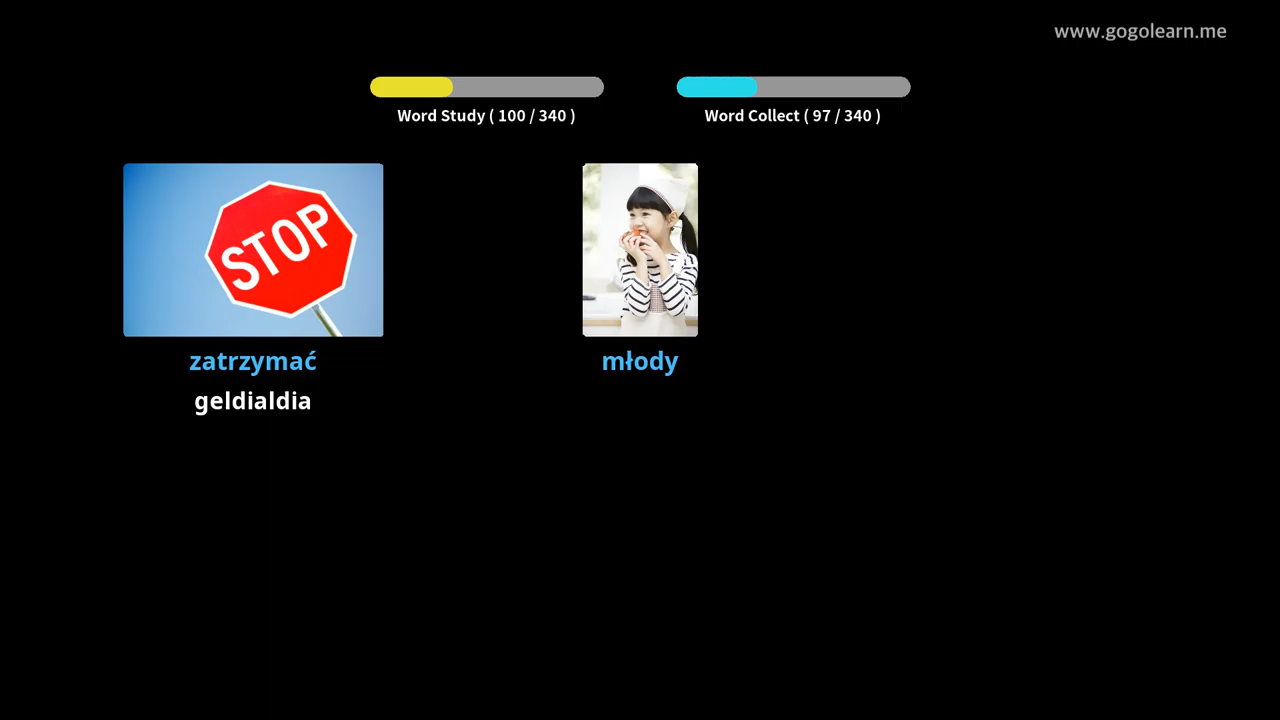 www.gogolearn.me
Word Study ( 100 / 340 )
Word Collect ( 97 / 340 )
STOP
zatrzymać
młody
geldialdia